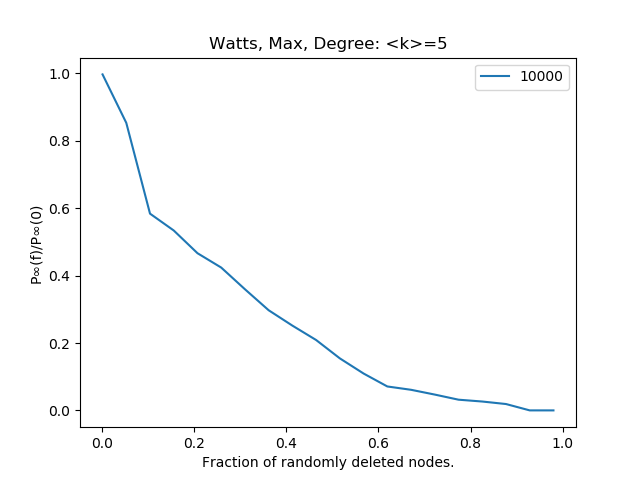 Watts, Max, Degree: <k>=5
10000
1.0
0.8
0.6
0.4
0.2
0.0
P∞(f)/P∞(0)
0.0 0.2 0.4 0.6 0.8 1.0
Fraction of randomly deleted nodes.